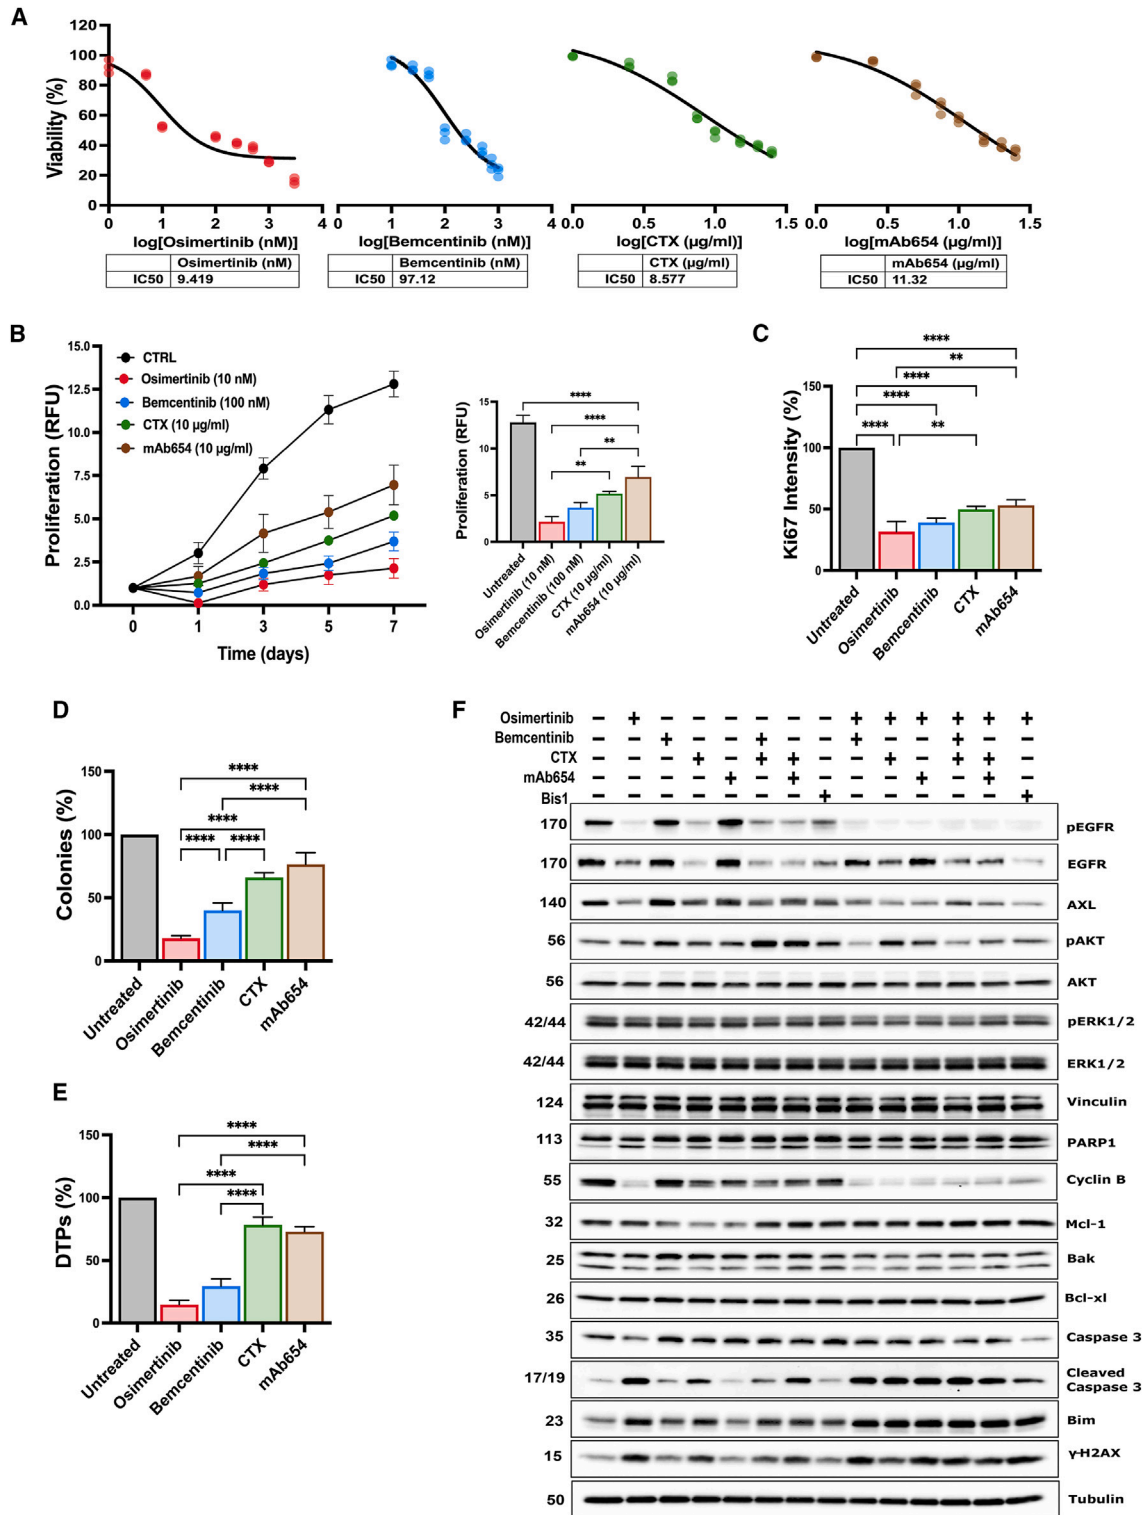 A
Viability (%)
120
100
80
60
40
20
0
0 1 2 3 4
log[Osimertinib (nM)]
0 1 2 3 4
log[Bemcentinib (nM)]
0.0 0.5 1.0 1.5
log[CTX (µg/ml)]
0.0 0.5 1.0 1.5
log[mAb654 (µg/ml)]
Osimertinib (nM)
IC50 9.419
Bemcentinib (nM)
IC50 97.12
CTX (µg/ml)
IC50 8.577
mAb654 (µg/ml)
IC50 11.32
B
Proliferation (RFU)
15.0
12.5
10.0
7.5
5.0
2.5
0.0
0 1 3 5 7
Time (days)
CTRL
Osimertinib (10 nM)
Bemcentinib (100 nM)
CTX (10 µg/ml)
mAb654 (10 µg/ml)
Proliferation (RFU)
15
10
5
0
****
****
**
**
Untreated
Osimertinib (10 nM)
Bemcentinib (100 nM)
CTX (10 µg/ml)
mAb654 (10 µg/ml)
C
Ki67 Intensity (%)
150
100
50
0
****
**
****
****
**** **
Untreated
Osimertinib
Bemcentinib
CTX
mAb654
D
Colonies (%)
150
100
50
0
****
****
****
**** ****
Untreated
Osimertinib
Bemcentinib
CTX
mAb654
E
DTPs (%)
150
100
50
0
****
****
****
****
Untreated
Osimertinib
Bemcentinib
CTX
mAb654
F
Osimertinib − + − − − − − − + + + + + +
Bemcentinib − − + − − + − − + − − + − −
CTX − − − + − + + − − + − + + −
mAb654 − − − − + − + − − − + − + −
Bis1 − − − − − − − + − − − − − +
170 pEGFR
170 EGFR
140 AXL
56 pAKT
56 AKT
42/44 pERK1/2
42/44 ERK1/2
124 Vinculin
113 PARP1
55 Cyclin B
32 Mcl-1
25 Bak
26 Bcl-xl
35 Caspase 3
17/19 Cleaved
Caspase 3
23 Bim
15 γ-H2AX
50 Tubulin